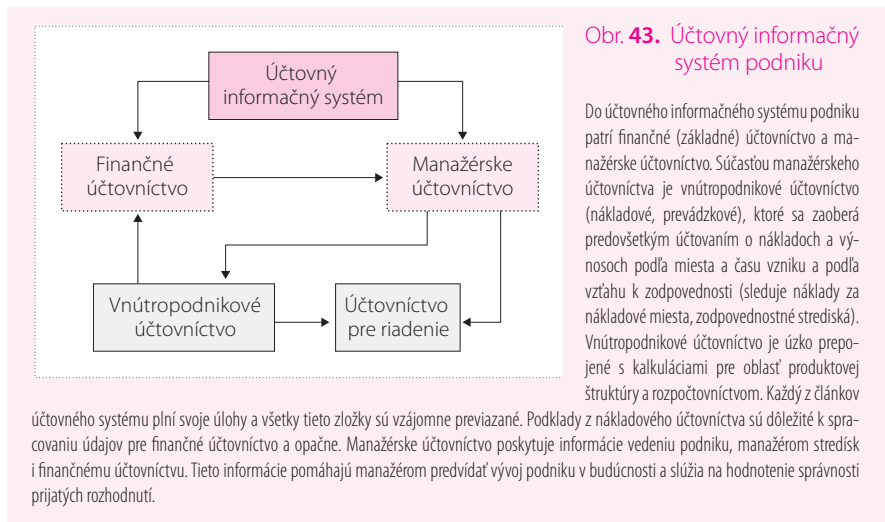 Účtovný
informačný systém
Finančné
účtovníctvo
Manažérske
účtovníctvo
Vnútropodnikové
účtovníctvo
Účtovníctvo
pre riadenie
Obr. 43. Účtovný informačný
systém podniku
Do účtovného informačného systému podniku
patrí finančné (základné) účtovníctvo a ma-
nažérske účtovníctvo. Súčasťou manažérskeho
účtovníctva je vnútropodnikové účtovníctvo
(nákladové, prevádzkové), ktoré sa zaoberá
predovšetkým účtovaním o nákladoch a vý-
nosoch podľa miesta a času vzniku a podľa
vzťahu k zodpovednosti (sleduje náklady za
nákladové miesta, zodpovednostné strediská).
Vnútropodnikové účtovníctvo je úzko prepo-
jené s kalkuláciami pre oblasť produktovej
štruktúry a rozpočtovníctvom. Každý z článkov
účtovného systému plní svoje úlohy a všetky tieto zložky sú vzájomne previazané. Podklady z nákladového účtovníctva sú dôležité k spra-
covaniu údajov pre finančné účtovníctvo a opačne. Manažérske účtovníctvo poskytuje informácie vedeniu podniku, manažérom stredísk
i finančnému účtovníctvu. Tieto informácie pomáhajú manažérom predvídať vývoj podniku v budúcnosti a slúžia na hodnotenie správnosti
prijatých rozhodnutí.